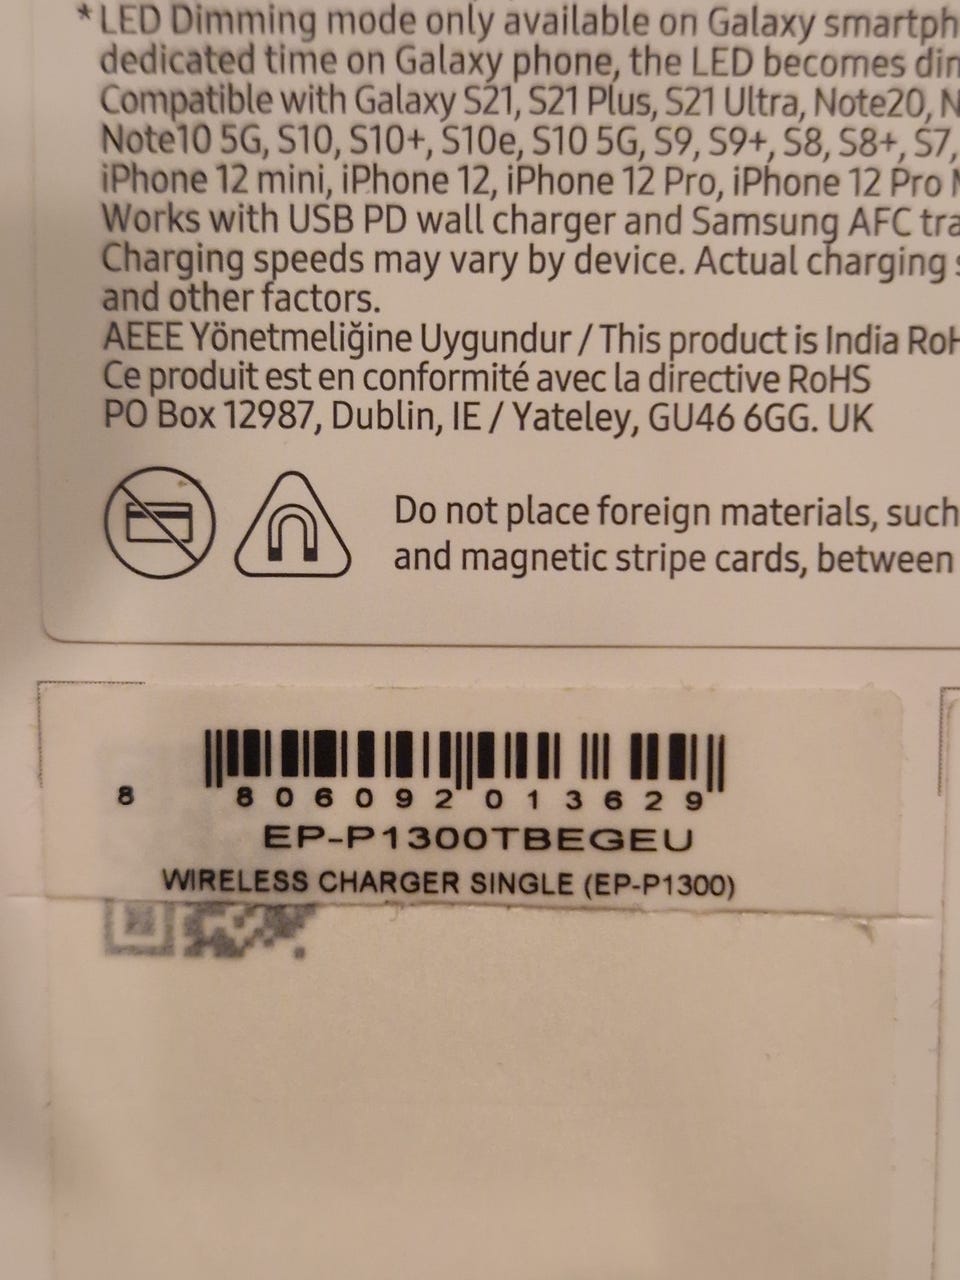 *LED Dimming mode only available on Galaxy smartph
dedicated time on Galaxy phone, the LED becomes dim
Compatible with Galaxy S21, S21 Plus, S21 Ultra, Note20, N
Note10 5G, S10, S10+, S10e, S10 5G, S9, S9+, S8, S8+, S7,
iPhone 12 mini, iPhone 12, iPhone 12 Pro, iPhone 12 Pro M
Works with USB PD wall charger and Samsung AFC tra
Charging speeds may vary by device. Actual charging s
and other factors.
AEEE Yönetmeliğine Uygundur / This product is India RoH
Ce produit est en conformité avec la directive RoHS
PO Box 12987, Dublin, IE / Yateley, GU46 6GG. UK
Do not place foreign materials, such
and magnetic stripe cards, between
8 806092 013629
EP-P1300TBEGEU
WIRELESS CHARGER SINGLE (EP-P1300)